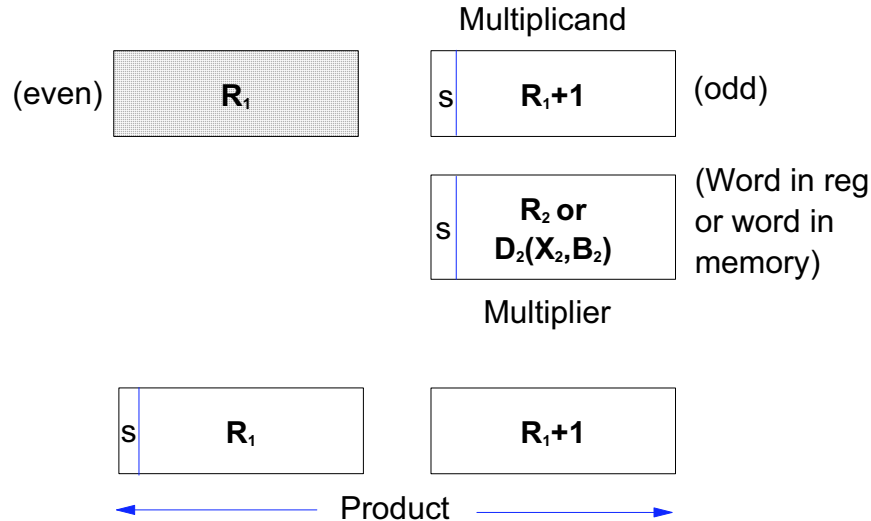 Multiplicand
(even) R₁ s R₁+1 (odd)
s R₂ or D₂(X₂,B₂)
(Word in reg or word in memory)
Multiplier
s R₁ R₁+1
Product